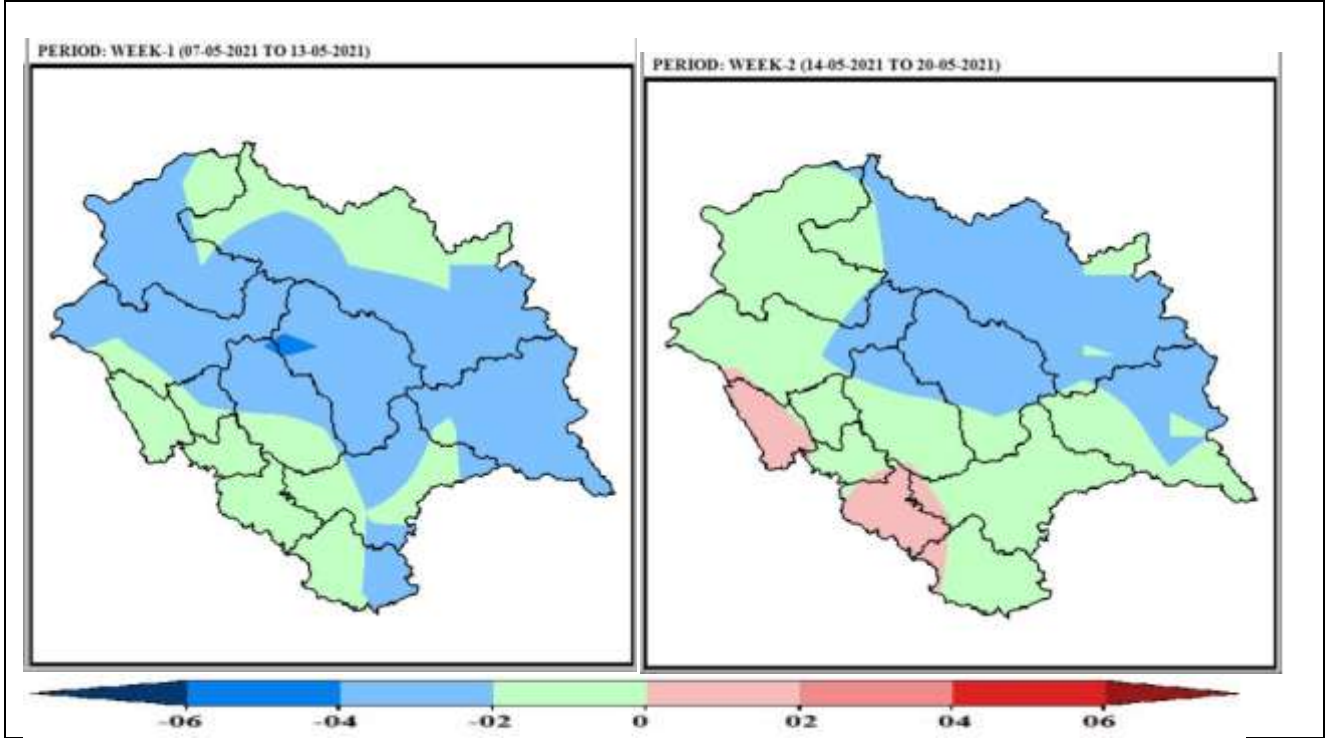 PERIOD: WEEK-1 (07-05-2021 TO 13-05-2021)
PERIOD: WEEK-2 (14-05-2021 TO 20-05-2021)
-06 -04 -02 0 02 04 06